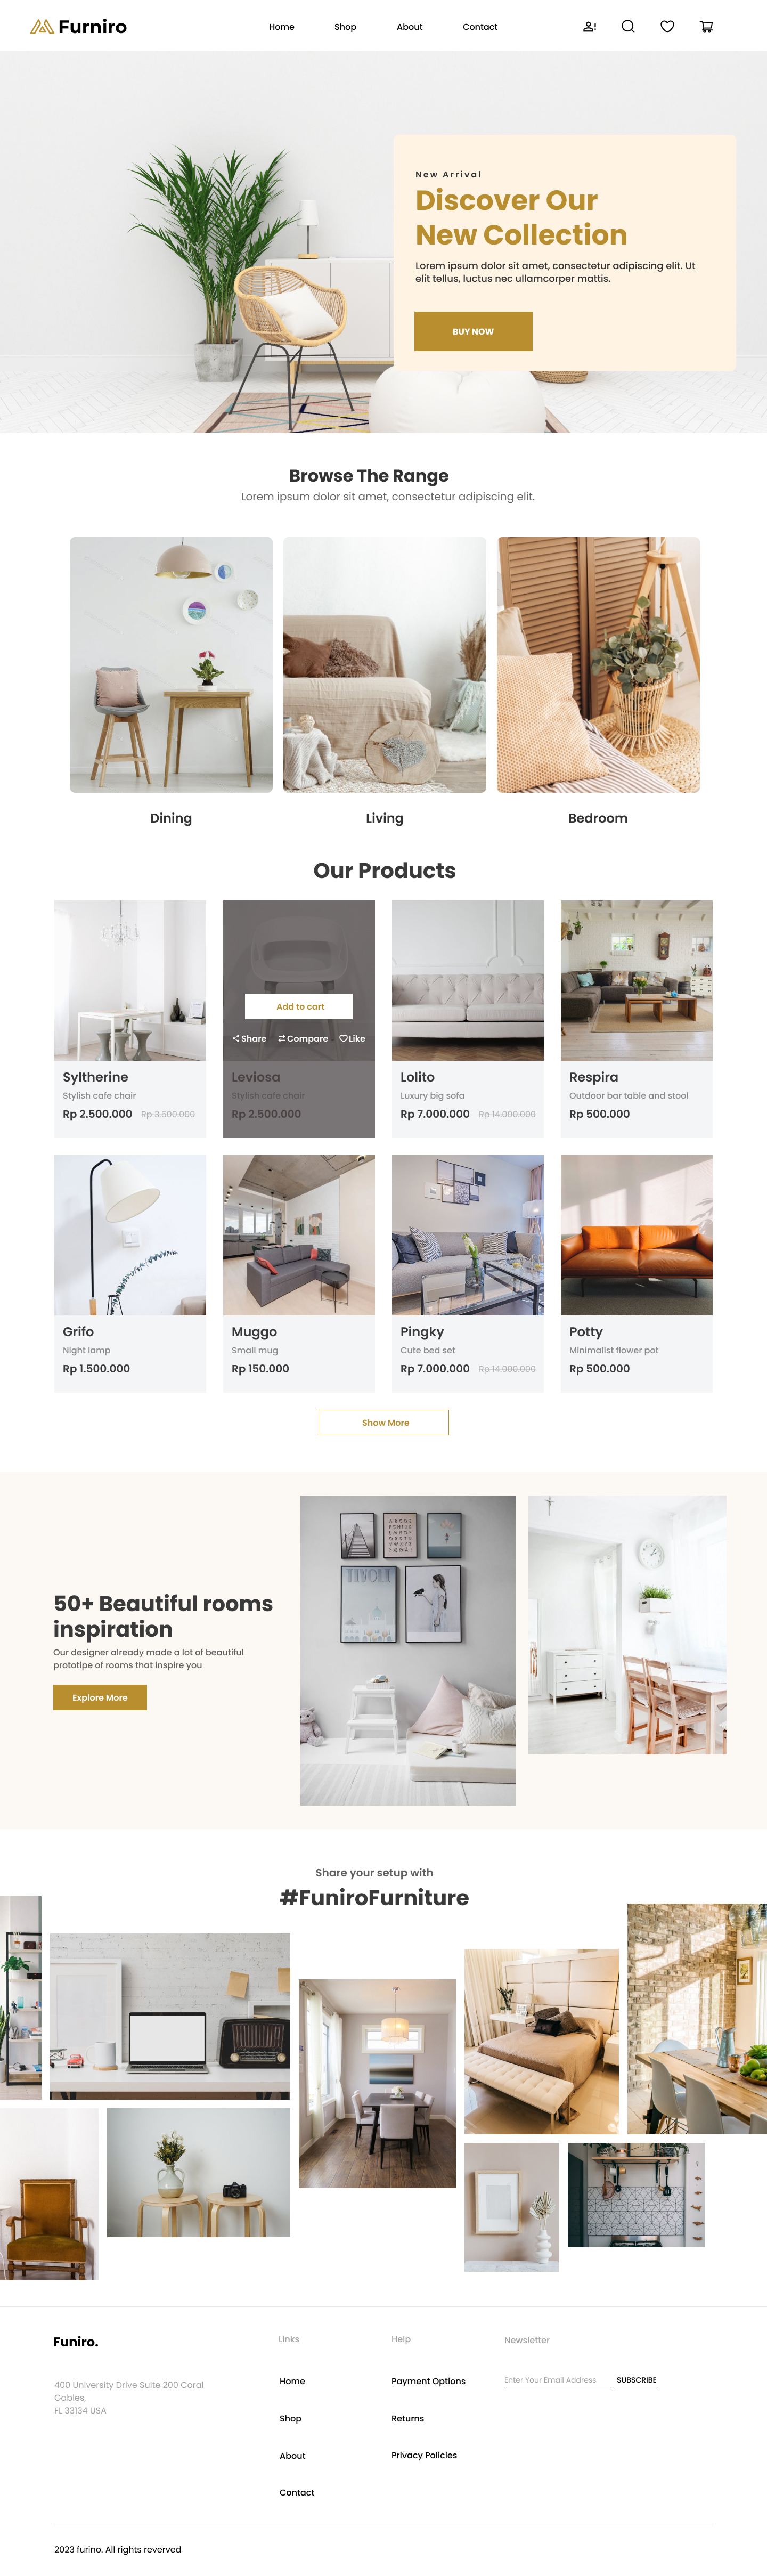 Furniro
Home
Shop
About
Contact
New Arrival
Discover Our
New Collection
Lorem ipsum dolor sit amet, consectetur adipiscing elit. Ut
elit tellus, luctus nec ullamcorper mattis.
BUY NOW
Browse The Range
Lorem ipsum dolor sit amet, consectetur adipiscing elit.
Dining
Living
Bedroom
Our Products
Syltherine
Stylish cafe chair
Rp 2.500.000 Rp 3.500.000
Add to cart
Share
Compare
Like
Leviosa
Stylish cafe chair
Rp 2.500.000
Lolito
Luxury big sofa
Rp 7.000.000 Rp 14.000.000
Respira
Outdoor bar table and stool
Rp 500.000
Grifo
Night lamp
Rp 1.500.000
Muggo
Small mug
Rp 150.000
Pingky
Cute bed set
Rp 7.000.000 Rp 14.000.000
Potty
Minimalist flower pot
Rp 500.000
Show More
50+ Beautiful rooms
inspiration
Our designer already made a lot of beautiful
prototipe of rooms that inspire you
Explore More
TIVOLI
Share your setup with
#FuniroFurniture
Funiro.
400 University Drive Suite 200 Coral
Gables,
FL 33134 USA
Links
Home
Shop
About
Contact
Help
Payment Options
Returns
Privacy Policies
Newsletter
Enter Your Email Address
SUBSCRIBE
2023 furino. All rights reverved